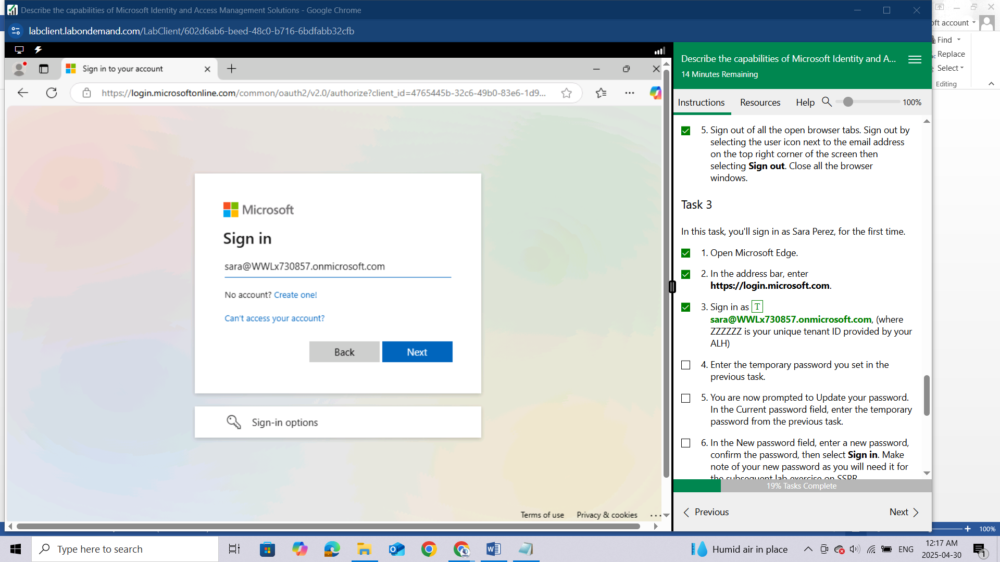 Describe the capabilities of Microsoft Identity and Access Management Solutions - Google Chrome
labclient.labondemand.com/LabClient/602d6ab6-beed-48c0-b716-6bdfabb32cfb
Sign in to your account
https://login.microsoftonline.com/common/oauth2/v2.0/authorize?client_id=4765445b-32c6-49b0-83e6-1d9...
Microsoft
Sign in
sara@WWLx730857.onmicrosoft.com
No account? Create one!
Can't access your account?
Back
Next
Sign-in options
Terms of use
Privacy & cookies
...
Describe the capabilities of Microsoft Identity and A...
14 Minutes Remaining
Instructions
Resources
Help
100%
5. Sign out of all the open browser tabs. Sign out by
selecting the user icon next to the email address
on the top right corner of the screen then
selecting Sign out. Close all the browser
windows.
Task 3
In this task, you'll sign in as Sara Perez, for the first time.
1. Open Microsoft Edge.
2. In the address bar, enter
https://login.microsoft.com.
3. Sign in as T
sara@WWLx730857.onmicrosoft.com, (where
ZZZZZZ is your unique tenant ID provided by your
ALH)
4. Enter the temporary password you set in the
previous task.
5. You are now prompted to Update your password.
In the Current password field, enter the temporary
password from the previous task.
6. In the New password field, enter a new password,
confirm the password, then select Sign in. Make
note of your new password as you will need it for
the subsequent lab exercise on SSPR
19% Tasks Complete
Previous
Next
account
Find
Replace
Select
Editing
100%
Type here to search
Humid air in place
ENG
12:17 AM
2025-04-30
1